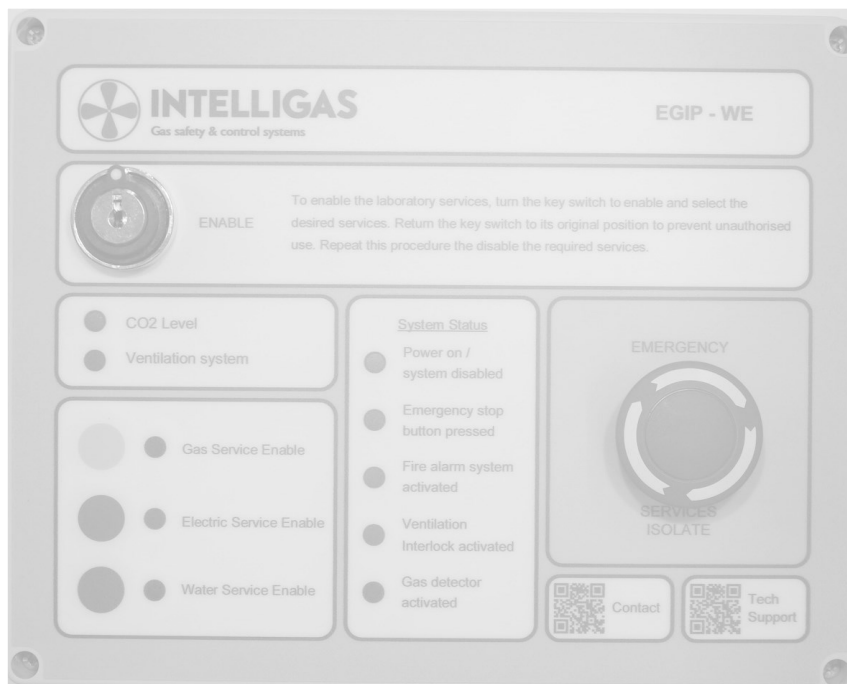 INTELLIGAS
Gas safety & control systems
EGIP - WE
ENABLE
To enable the laboratory services, turn the key switch to enable and select the
desired services. Return the key switch to its original position to prevent unauthorised
use. Repeat this procedure the disable the required services.
CO2 Level
Ventilation system
Gas Service Enable
Electric Service Enable
Water Service Enable
System Status
Power on /
system disabled
Emergency stop
button pressed
Fire alarm system
activated
Ventilation
Interlock activated
Gas detector
activated
EMERGENCY
SERVICES
ISOLATE
Contact
Tech
Support